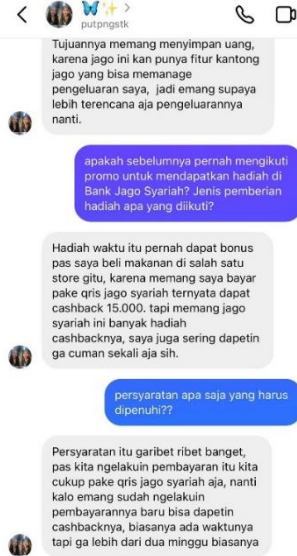 W
putpngstk
Tujuannya memang menyimpan uang,
karena jago ini kan punya fitur kantong
jago yang bisa memanage
pengeluaran saya, jadi emang supaya
lebih terencana aja pengeluarannya
nanti.
apakah sebelumnya pernah mengikuti
promo untuk mendapatkan hadiah di
Bank Jago Syariah? Jenis pemberian
hadiah apa yang diikuti?
Hadiah waktu itu pernah dapat bonus
pas saya beli makanan di salah satu
store gitu, karena memang saya bayar
pake qris jago syariah ternyata dapat
cashback 15.000. tapi memang jago
syariah ini banyak hadiah
cashbacknya, saya juga sering dapetin
ga cuman sekali aja sih.
persyaratan apa saja yang harus
dipenuhi??
Persyaratan itu garibet ribet banget,
pas kita ngelakuin pembayaran itu kita
cukup pake qris jago syariah aja, nanti
kalo emang sudah ngelakuin
pembayarannya baru bisa dapetin
cashbacknya, biasanya ada waktunya
tapi ga lebih dari dua minggu biasanya